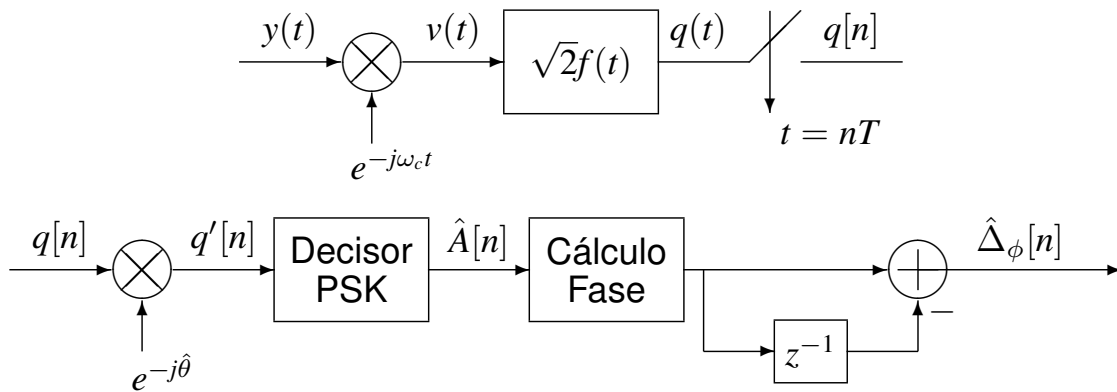 y(t) v(t) √2f(t) q(t) q[n]
t = nT
e^{-jω_c t}
q[n] q′[n] Decisor PSK Â[n] Cálculo Fase Δ̂_ϕ[n]
−
z^{−1}
e^{-jθ̂}